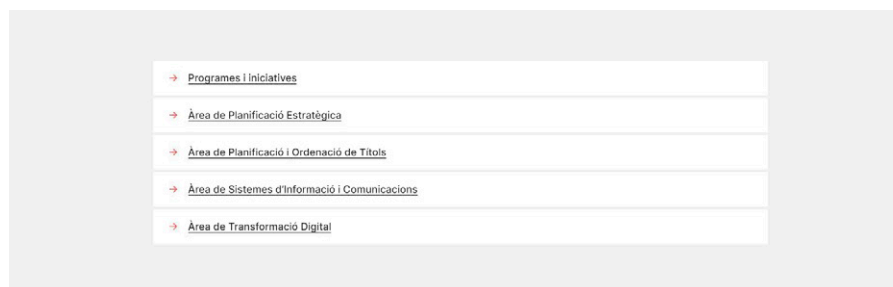 Programes i iniciatives
Àrea de Planificació Estratègica
Àrea de Planificació i Ordenació de Títols
Àrea de Sistemes d'Informació i Comunicacions
Àrea de Transformació Digital